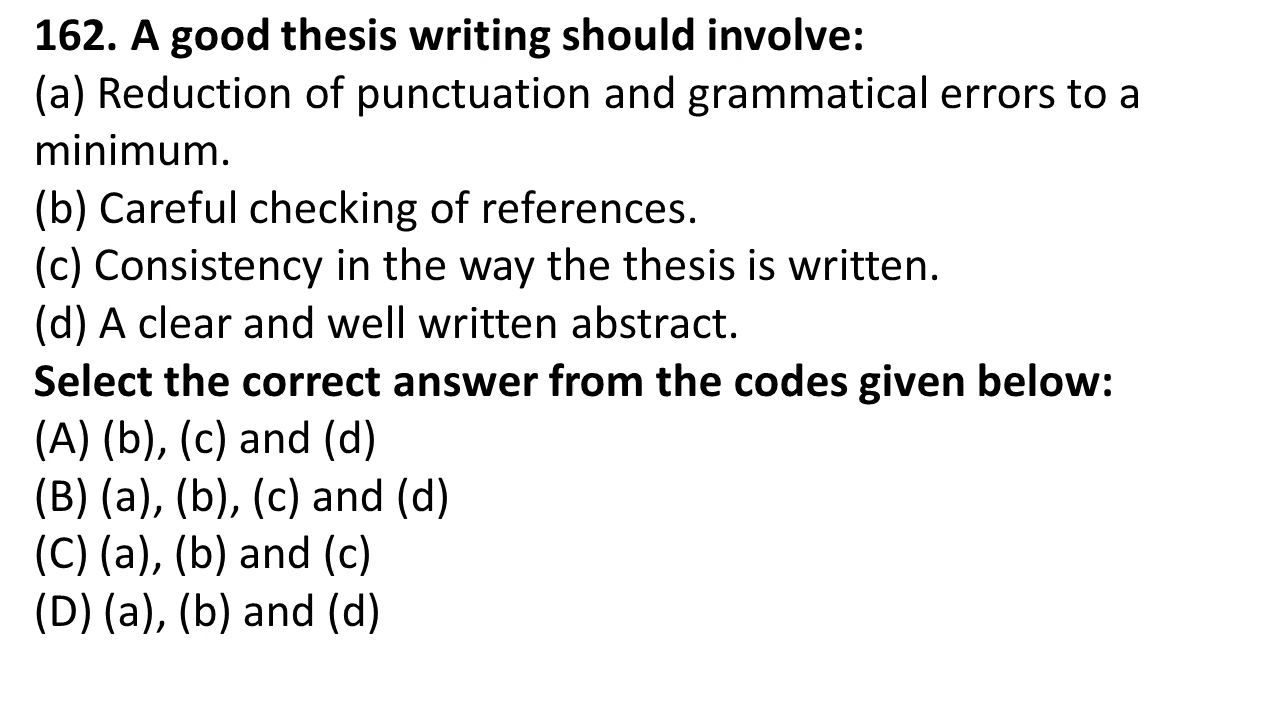 162. A good thesis writing should involve:
(a) Reduction of punctuation and grammatical errors to a
minimum.
(b) Careful checking of references.
(c) Consistency in the way the thesis is written.
(d) A clear and well written abstract.
Select the correct answer from the codes given below:
(A) (b), (c) and (d)
(B) (a), (b), (c) and (d)
(C) (a), (b) and (c)
(D) (a), (b) and (d)